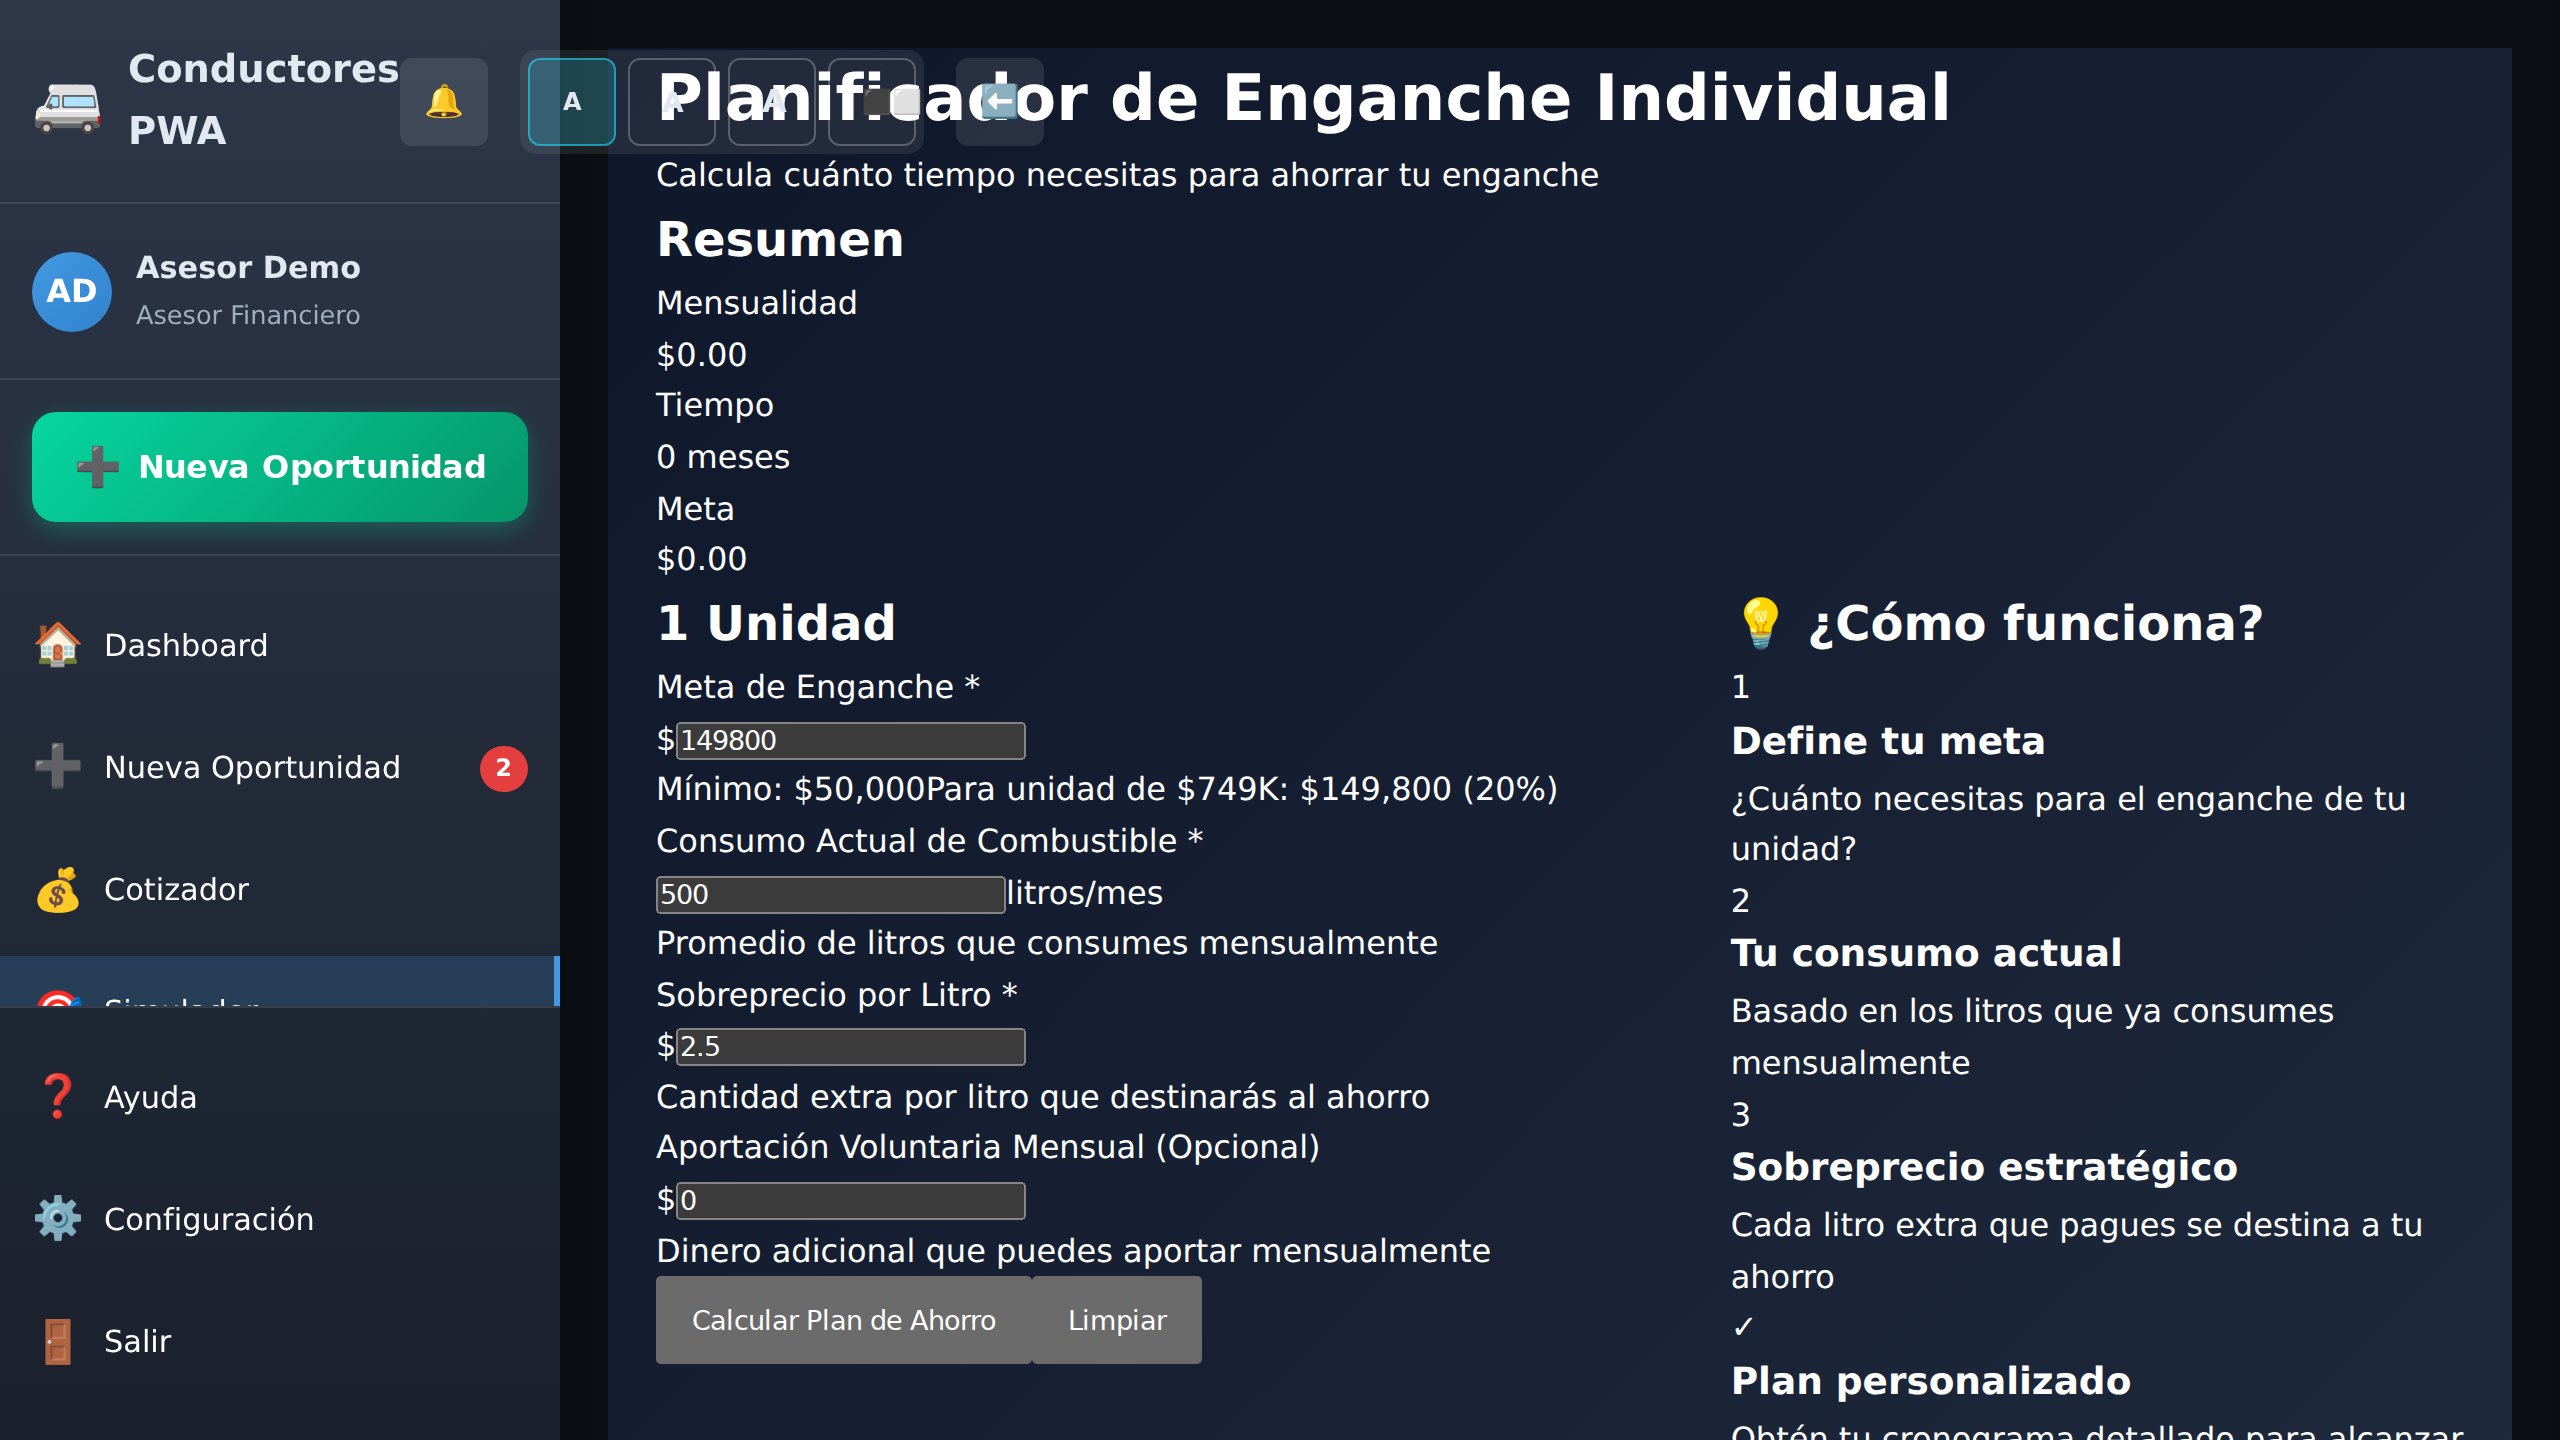 Conductores
PWA
A
A
A
AD
Asesor Demo
Asesor Financiero
Nueva Oportunidad
Dashboard
Nueva Oportunidad
2
Cotizador
Simulador
Ayuda
Configuración
Salir
Planificador de Enganche Individual
Calcula cuánto tiempo necesitas para ahorrar tu enganche
Resumen
Mensualidad
$0.00
Tiempo
0 meses
Meta
$0.00
1 Unidad
Meta de Enganche *
$149800
Mínimo: $50,000Para unidad de $749K: $149,800 (20%)
Consumo Actual de Combustible *
500 litros/mes
Promedio de litros que consumes mensualmente
Sobreprecio por Litro *
$2.5
Cantidad extra por litro que destinarás al ahorro
Aportación Voluntaria Mensual (Opcional)
$0
Dinero adicional que puedes aportar mensualmente
Calcular Plan de Ahorro
Limpiar
¿Cómo funciona?
1
Define tu meta
¿Cuánto necesitas para el enganche de tu
unidad?
2
Tu consumo actual
Basado en los litros que ya consumes
mensualmente
3
Sobreprecio estratégico
Cada litro extra que pagues se destina a tu
ahorro
✓
Plan personalizado
Obtén tu cronograma detallado para alcanzar